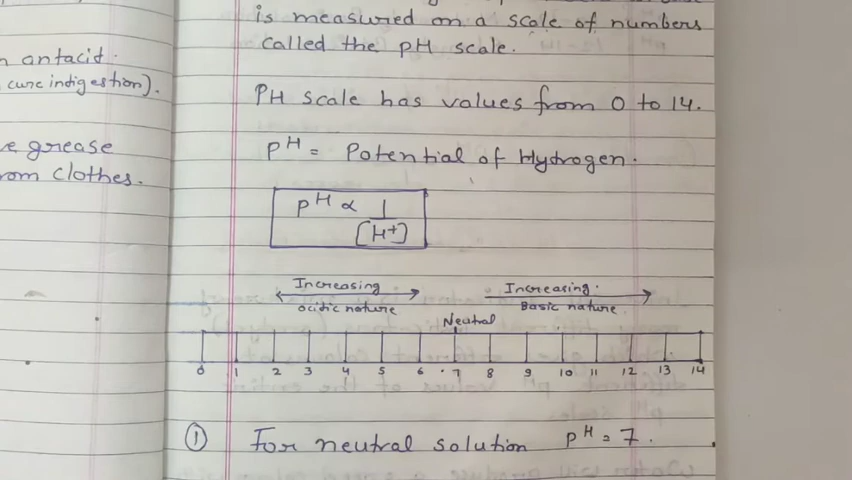 n antacid.
cure indigestion).
e grease
rom clothes.
is measured on a scale of numbers
called the pH scale.
PH scale has values from 0 to 14.
pH = Potential of Hydrogen.
pH ∝ 1
[H+]
Increasing
acidic nature
Increasing.
Basic nature
Neutral
0 1 2 3 4 5 6 7 8 9 10 11 12 13 14
① For neutral solution pH = 7.